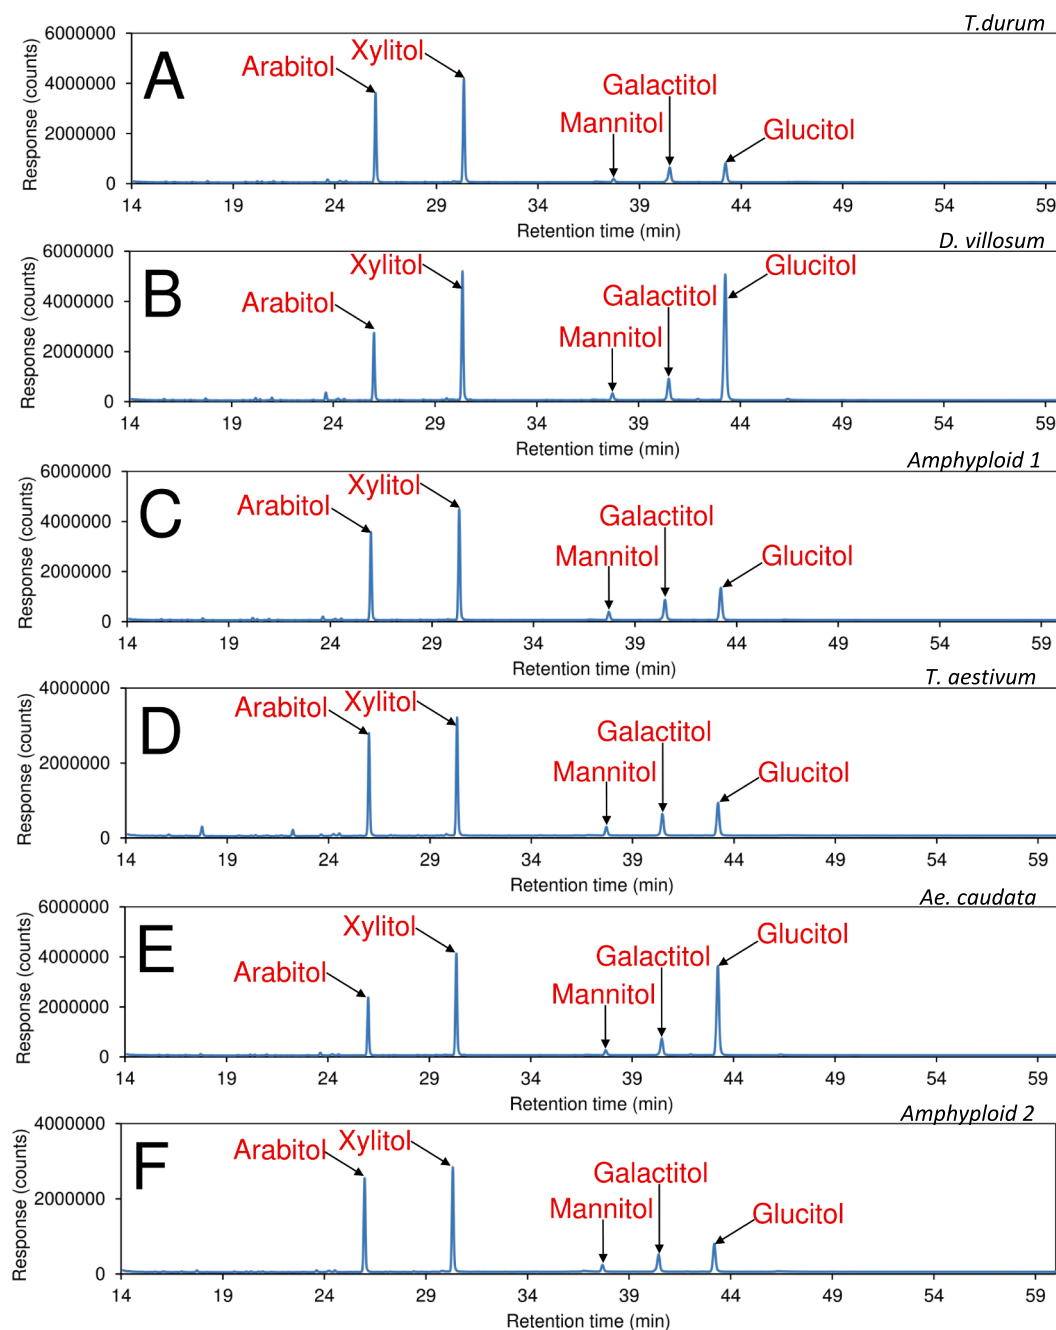 T.durum
6000000
4000000
2000000
0
Response (counts)
A
Arabitol
Xylitol
Mannitol
Galactitol
Glucitol
14 19 24 29 34 39 44 49 54 59
Retention time (min)
D. villosum
6000000
4000000
2000000
0
Response (counts)
B
Arabitol
Xylitol
Mannitol
Galactitol
Glucitol
14 19 24 29 34 39 44 49 54 59
Retention time (min)
Amphyploid 1
6000000
4000000
2000000
0
Response (counts)
C
Arabitol
Xylitol
Mannitol
Galactitol
Glucitol
14 19 24 29 34 39 44 49 54 59
Retention time (min)
T. aestivum
4000000
2000000
0
Response (counts)
D
Arabitol
Xylitol
Mannitol
Galactitol
Glucitol
14 19 24 29 34 39 44 49 54 59
Retention time (min)
Ae. caudata
6000000
4000000
2000000
0
Response (counts)
E
Arabitol
Xylitol
Mannitol
Galactitol
Glucitol
14 19 24 29 34 39 44 49 54 59
Retention time (min)
Amphyploid 2
4000000
2000000
0
Response (counts)
F
Arabitol
Xylitol
Mannitol
Galactitol
Glucitol
14 19 24 29 34 39 44 49 54 59
Retention time (min)